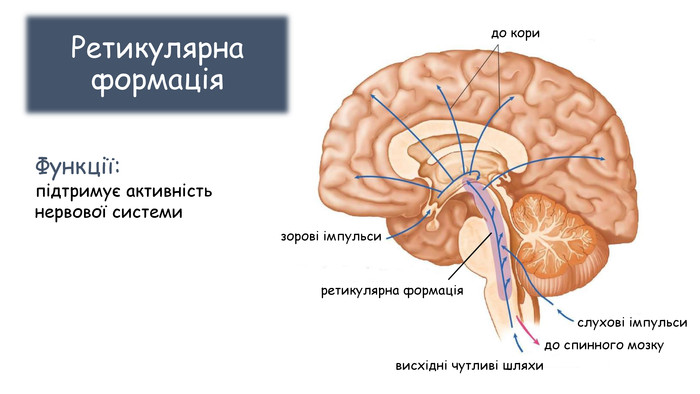 Ретикулярна
формація
Функції:
підтримує активність
нервової системи
до кори
зорові імпульси
ретикулярна формація
слухові імпульси
до спинного мозку
висхідні чутливі шляхи